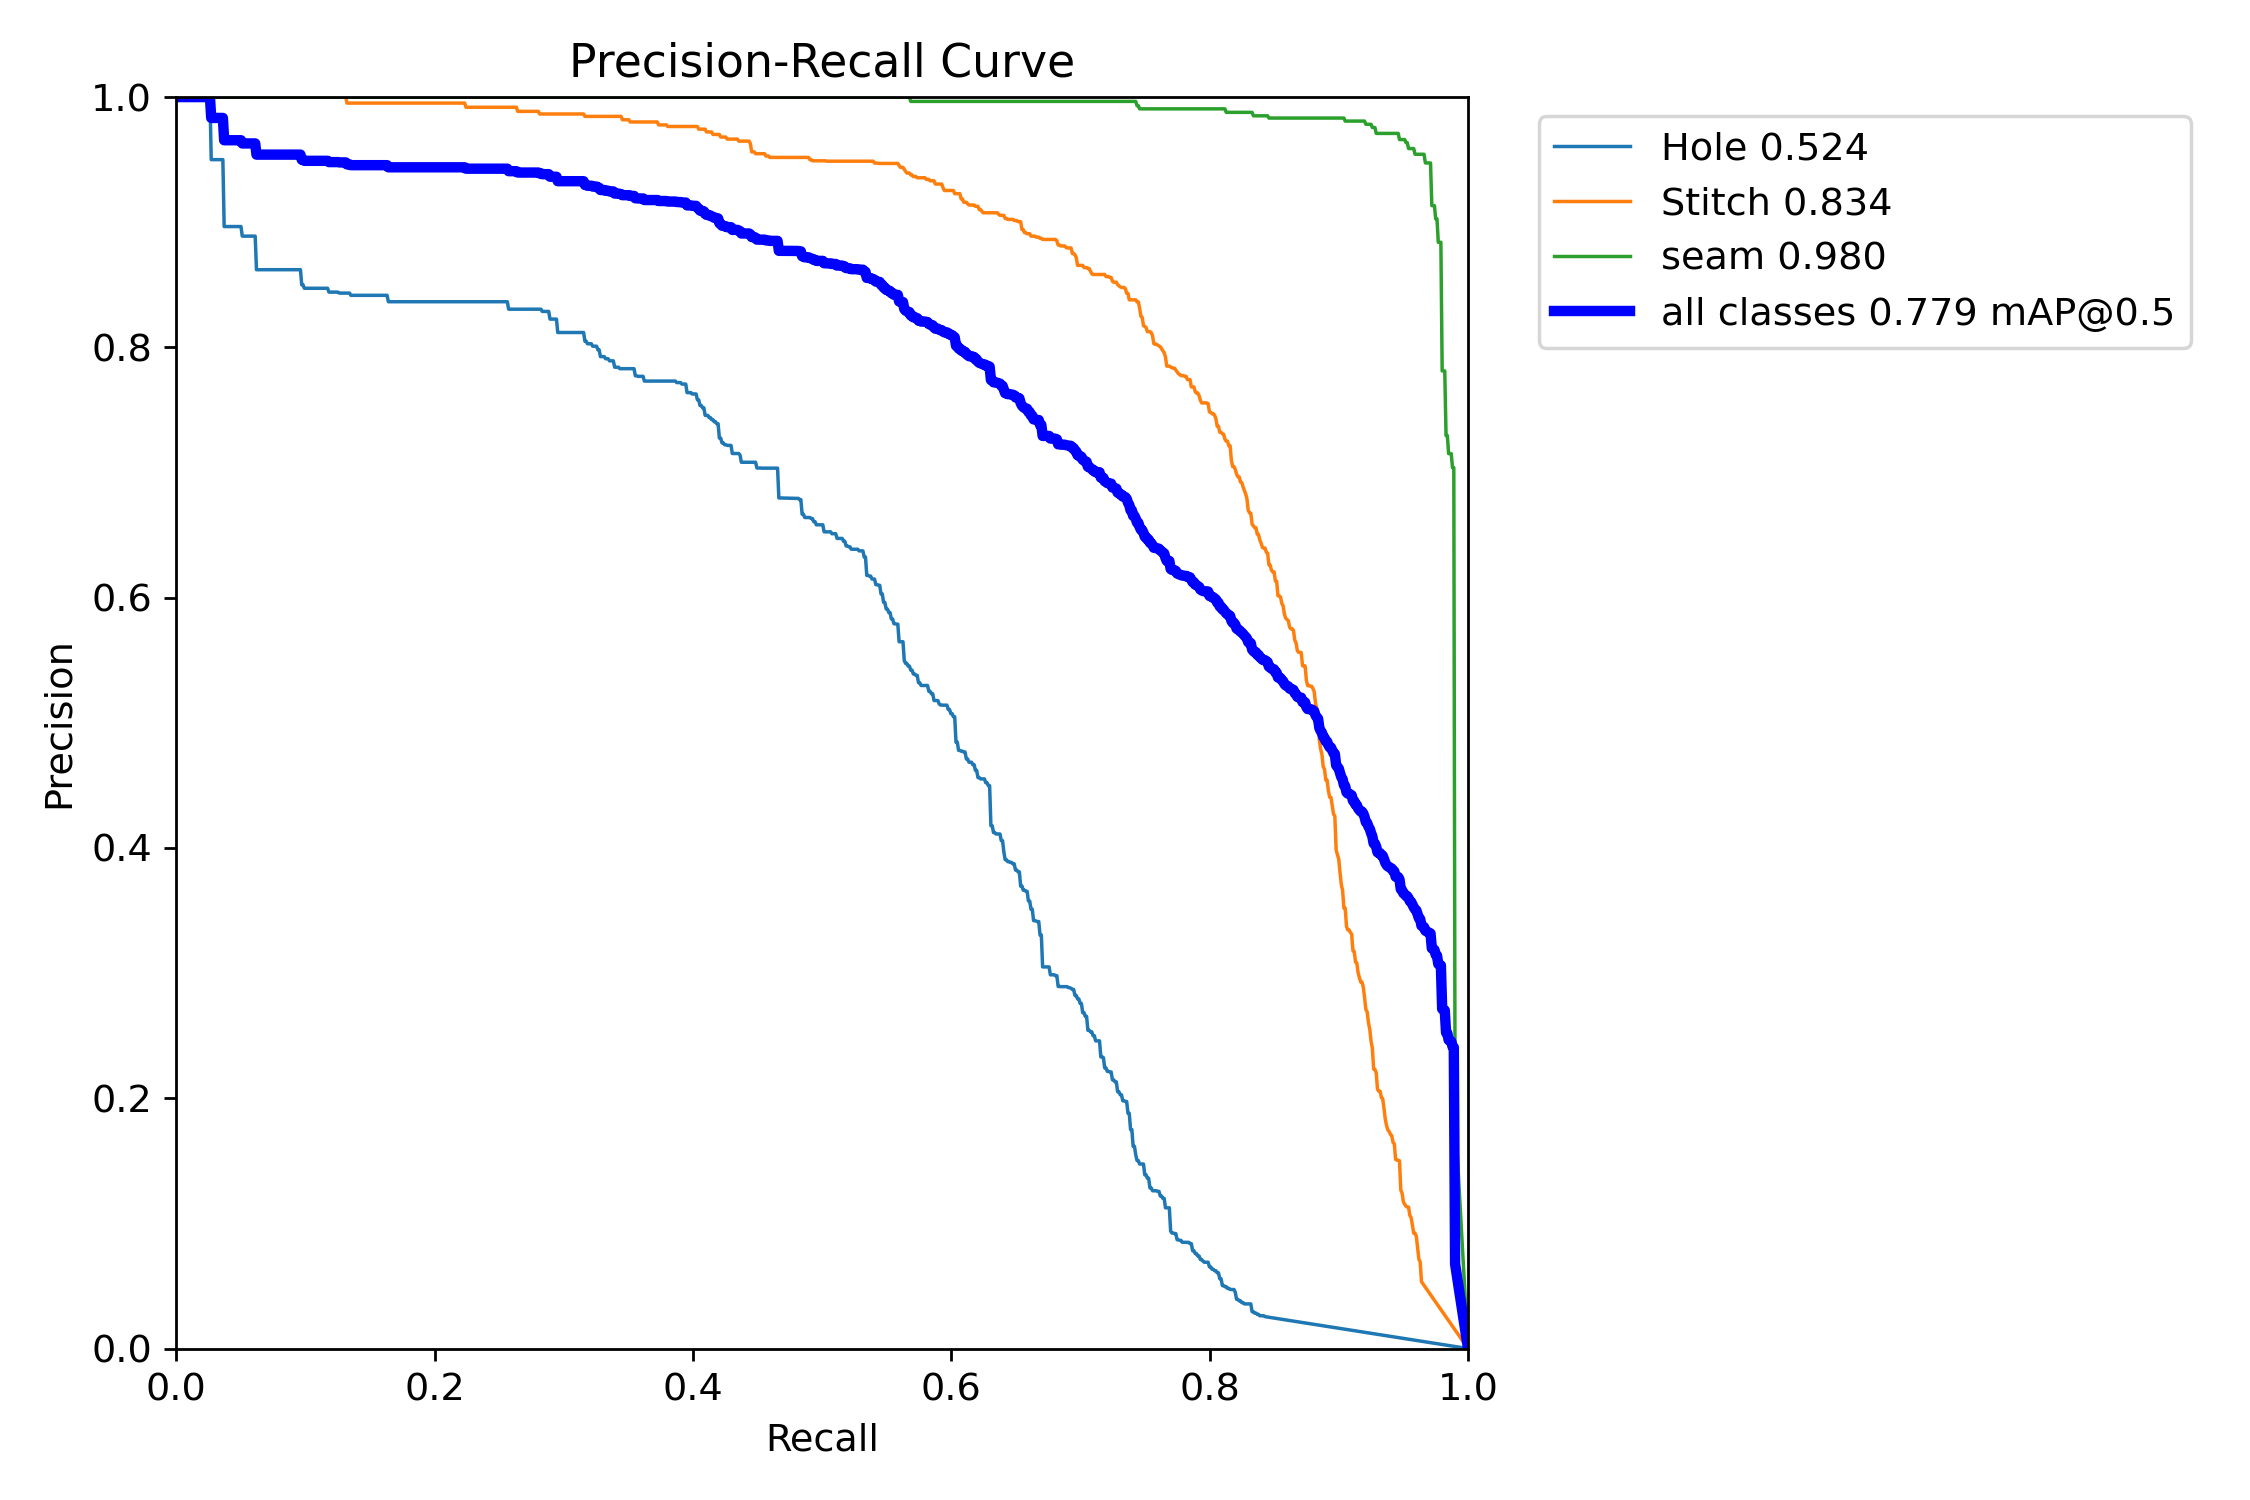 Precision-Recall Curve
1.0
0.8
0.6
0.4
0.2
0.0
Precision
0.0 0.2 0.4 0.6 0.8 1.0
Recall
Hole 0.524
Stitch 0.834
seam 0.980
all classes 0.779 mAP@0.5